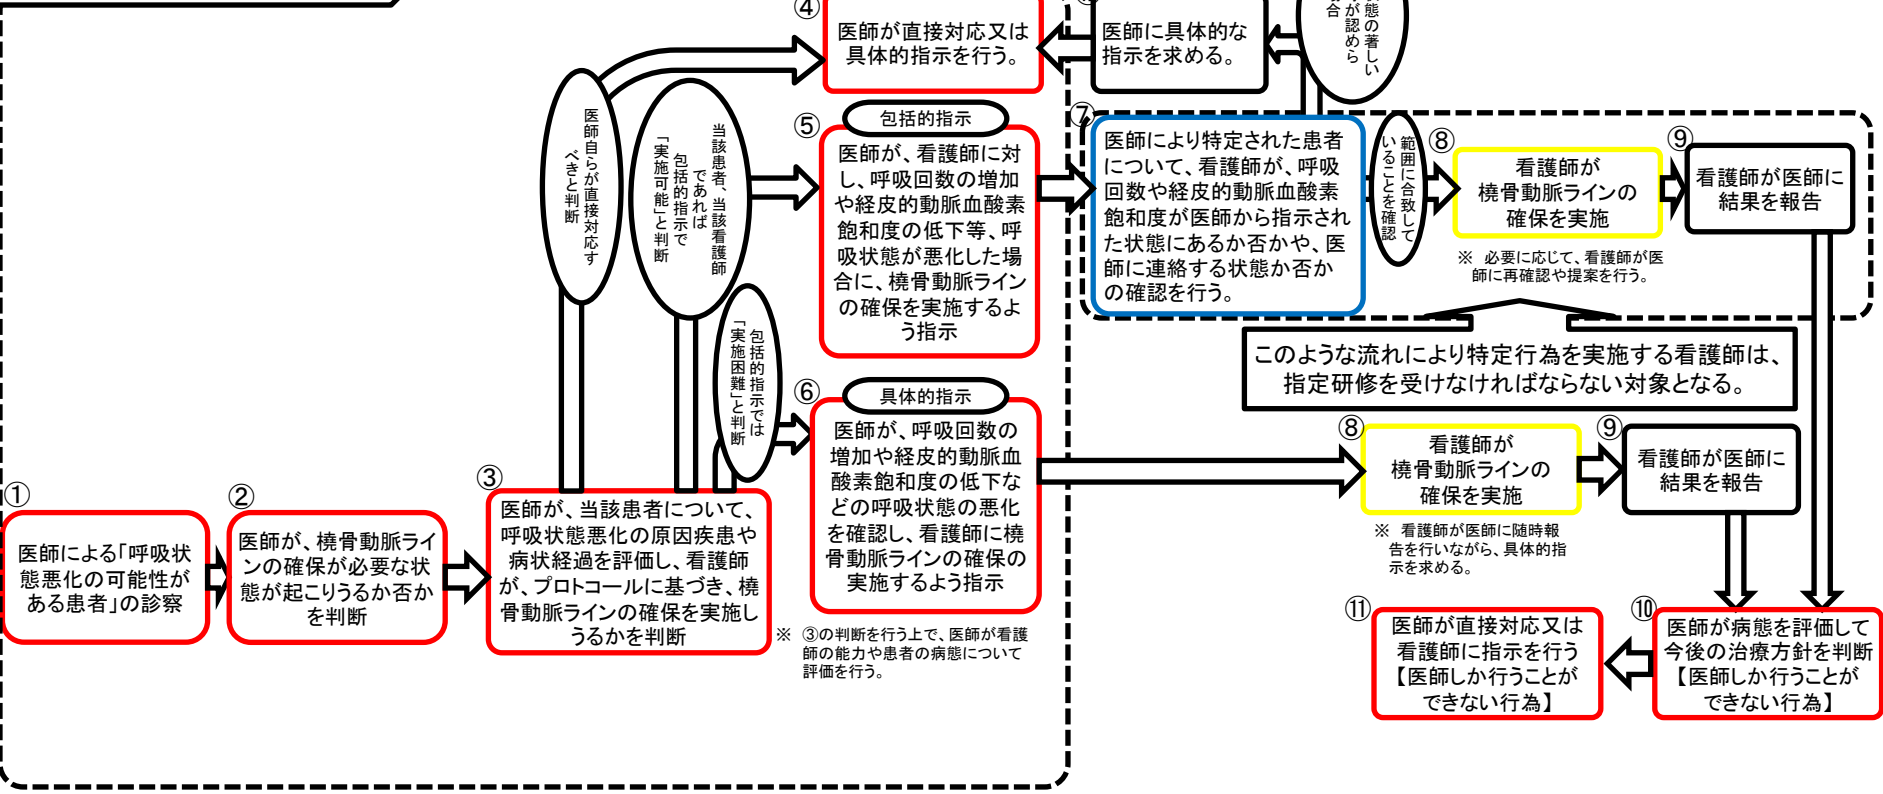 ④
医師が直接対応又は
具体的指示を行う。
医師に具体的な
指示を求める。
態の著しい
が認めら
合
医師自らが直接対応す
べきと判断
当該患者、当該看護師
であれば
包括的指示で
「実施可能」と判断
包括的指示では
「実施困難」と判断
⑤
包括的指示
医師が、看護師に対
し、呼吸回数の増加
や経皮的動脈血酸素
飽和度の低下等、呼
吸状態が悪化した場
合に、橈骨動脈ライン
の確保を実施するよ
う指示
⑦
医師により特定された患者
について、看護師が、呼吸
回数や経皮的動脈血酸素
飽和度が医師から指示され
た状態にあるか否かや、医
師に連絡する状態か否か
の確認を行う。
範囲に合致して
いることを確認
⑧
看護師が
橈骨動脈ラインの
確保を実施
※ 必要に応じて、看護師が医
師に再確認や提案を行う。
⑨
看護師が医師に
結果を報告
このような流れにより特定行為を実施する看護師は、
指定研修を受けなければならない対象となる。
⑥
具体的指示
医師が、呼吸回数の
増加や経皮的動脈血
酸素飽和度の低下な
どの呼吸状態の悪化
を確認し、看護師に橈
骨動脈ラインの確保の
実施するよう指示
⑧
看護師が
橈骨動脈ラインの
確保を実施
※ 看護師が医師に随時報
告を行いながら、具体的指
示を求める。
⑨
看護師が医師に
結果を報告
①
医師による「呼吸状
態悪化の可能性が
ある患者」の診察
②
医師が、橈骨動脈ライ
ンの確保が必要な状
態が起こりうるか否か
を判断
③
医師が、当該患者について、
呼吸状態悪化の原因疾患や
病状経過を評価し、看護師
が、プロトコールに基づき、橈
骨動脈ラインの確保を実施し
うるかを判断
※ ③の判断を行う上で、医師が看護
師の能力や患者の病態について
評価を行う。
⑪
医師が直接対応又は
看護師に指示を行う
【医師しか行うことが
できない行為】
⑩
医師が病態を評価して
今後の治療方針を判断
【医師しか行うことが
できない行為】